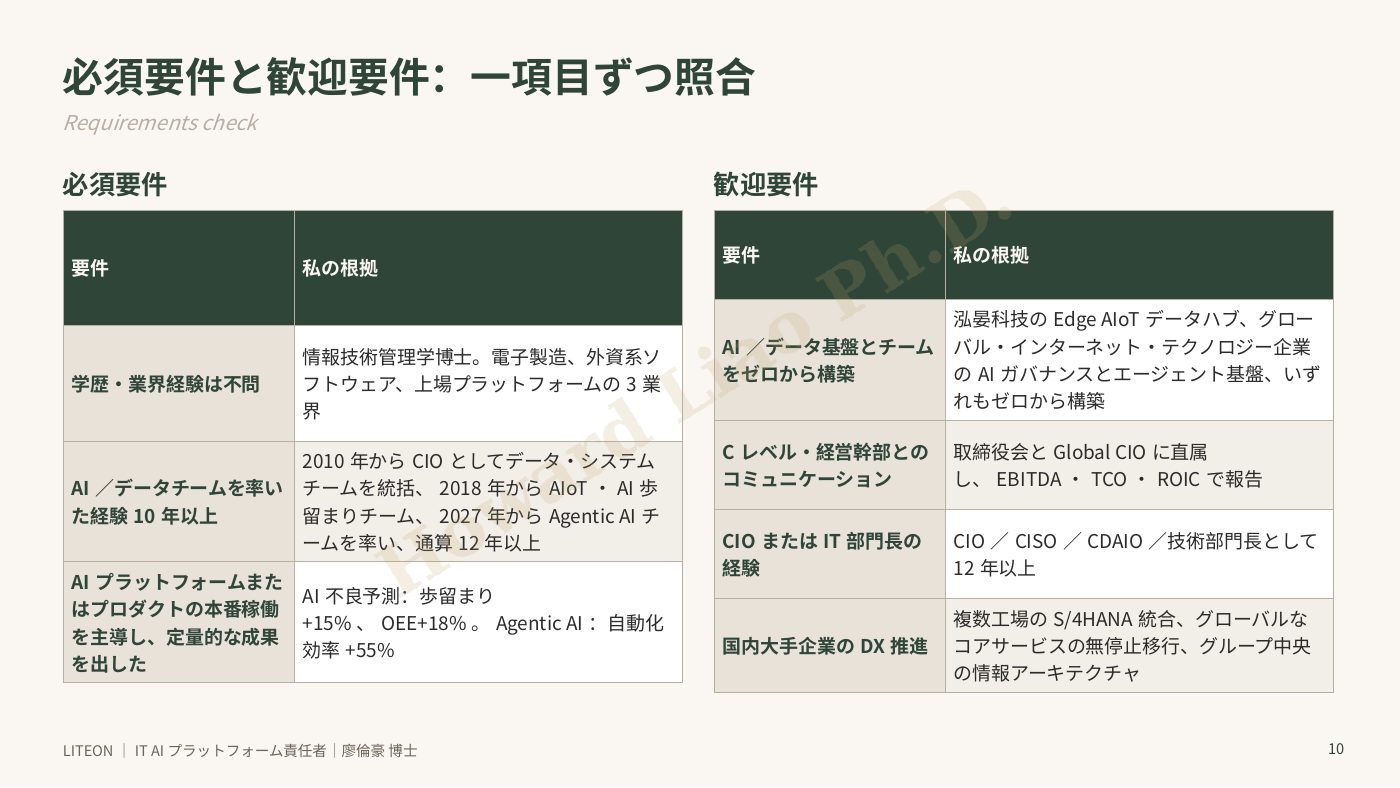 必須要件と歓迎要件：一項目ずつ照合
Requirements check
必須要件
要件
私の根拠
学歴・業界経験は不問
情報技術管理学博士。電子製造、外資系ソ
フトウェア、上場プラットフォームの 3 業
界
AI ／データチームを率い
た経験 10 年以上
2010 年から CIO としてデータ・システム
チームを統括、 2018 年から AIoT ・ AI 歩
留まりチーム、 2027 年から Agentic AI チ
ームを率い、通算 12 年以上
AI プラットフォームまた
はプロダクトの本番稼働
を主導し、定量的な成果
を出した
AI 不良予測：歩留まり
+15% 、 OEE+18% 。 Agentic AI ：自動化
効率 +55%
歓迎要件
要件
私の根拠
AI ／データ基盤とチーム
をゼロから構築
泓晏科技の Edge AIoT データハブ、グロー
バル・インターネット・テクノロジー企業
の AI ガバナンスとエージェント基盤、いず
れもゼロから構築
C レベル・経営幹部との
コミュニケーション
取締役会と Global CIO に直属
し、 EBITDA ・ TCO ・ ROIC で報告
CIO または IT 部門長の
経験
CIO ／ CISO ／ CDAIO ／技術部門長として
12 年以上
国内大手企業の DX 推進
複数工場の S/4HANA 統合、グローバルな
コアサービスの無停止移行、グループ中央
の情報アーキテクチャ
Howard Liao Ph.D.
LITEON ｜ IT AI プラットフォーム責任者｜廖倫豪 博士
10